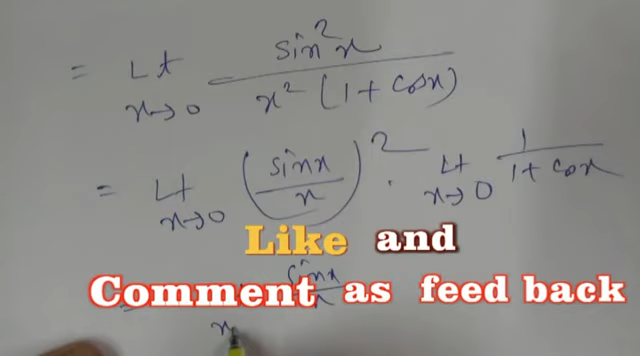 = Lt sin²x / x² (1 + cosx)
x→0
= Lt (sinx / x)² . Lt 1 / 1 + cosx
x→0 x→0
Like and
sinx
Comment as feed back
x